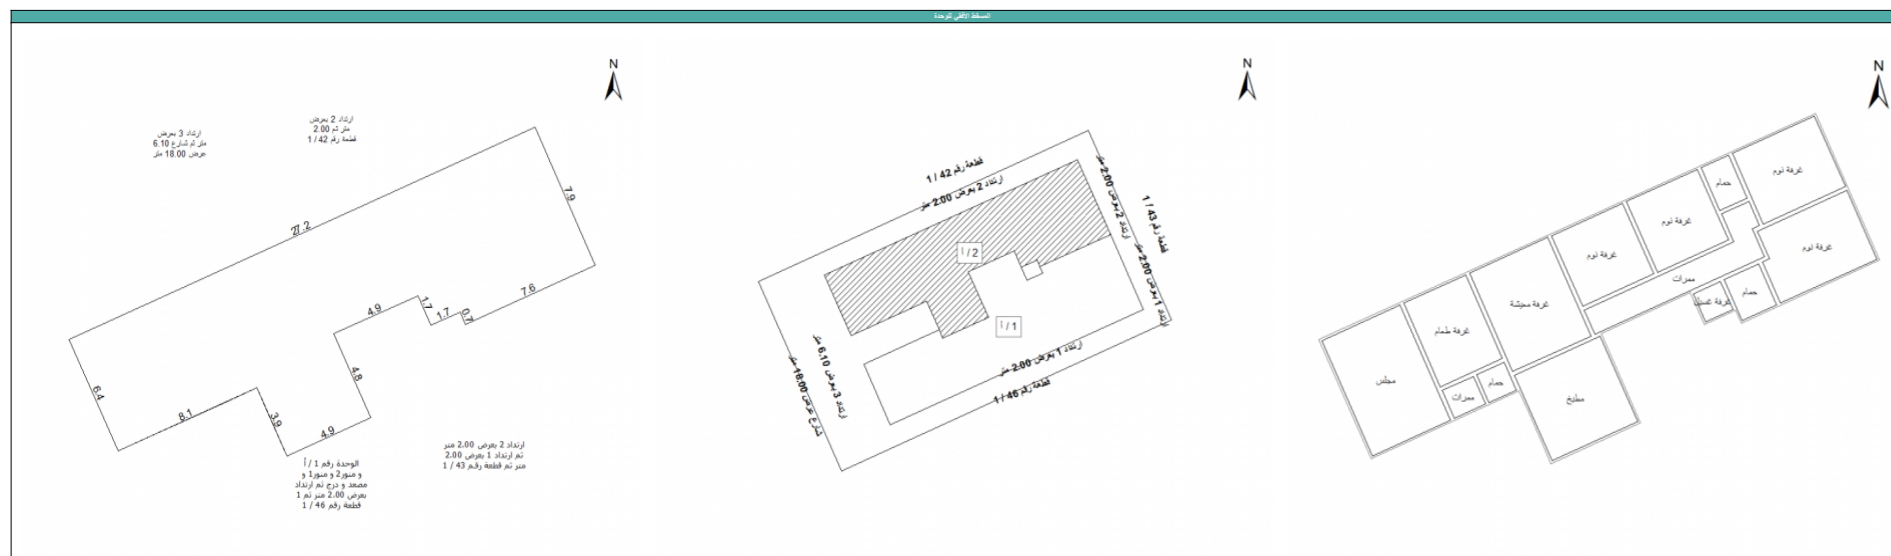 المسقط الأفقي للوحدة
N
ارتداد 3 بعرض
6.10 متر ثم شارع
عرض 18.00 متر
ارتداد 2 بعرض
2.00 متر ثم
قطعة رقم 42 / 1
27.2
7.9
7.6
0.7
1.7
1.7
4.9
4.8
4.9
3.9
8.1
6.4
ارتداد 2 بعرض 2.00 متر
ثم ارتداد 1 بعرض 2.00
متر ثم قطعة رقم 43 / 1
الوحدة رقم 1 / أ
و منور2 و منور1 و
مصعد و درج ثم ارتداد
1 بعرض 2.00 متر ثم
قطعة رقم 46 / 1
N
قطعة رقم 42 / 1
ارتداد 2 بعرض 2.00 متر
ارتداد 2 بعرض 2.00 متر
قطعة رقم 43 / 1
ارتداد 1 بعرض 2.00 متر
2 / أ
1 / أ
ارتداد 1 بعرض 2.00 متر
قطعة رقم 46 / 1
ارتداد 3 بعرض 6.10 متر
شارع عرض 18.00 متر
N
غرفة نوم
حمام
غرفة نوم
غرفة نوم
غرفة نوم
ممرات
حمام
غرفة غسيل
غرفة معيشة
غرفة طعام
مجلس
حمام
ممرات
مطبخ